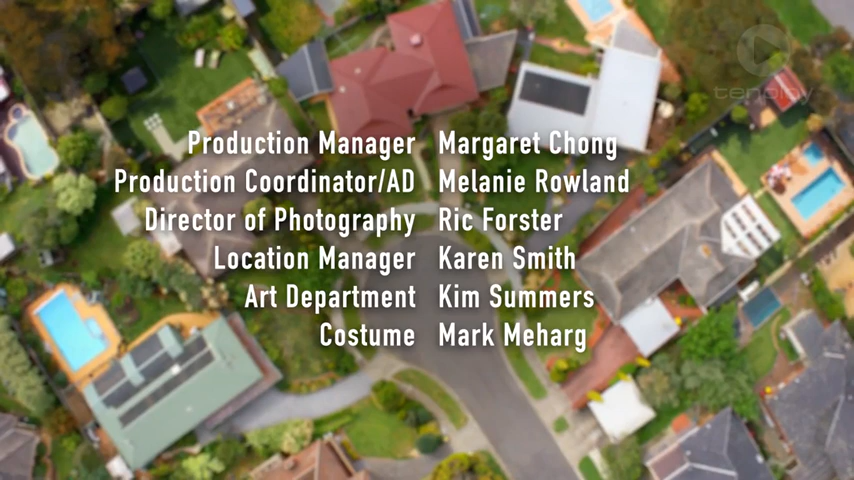 tenplay
Production Manager Margaret Chong
Production Coordinator/AD Melanie Rowland
Director of Photography Ric Forster
Location Manager Karen Smith
Art Department Kim Summers
Costume Mark Meharg